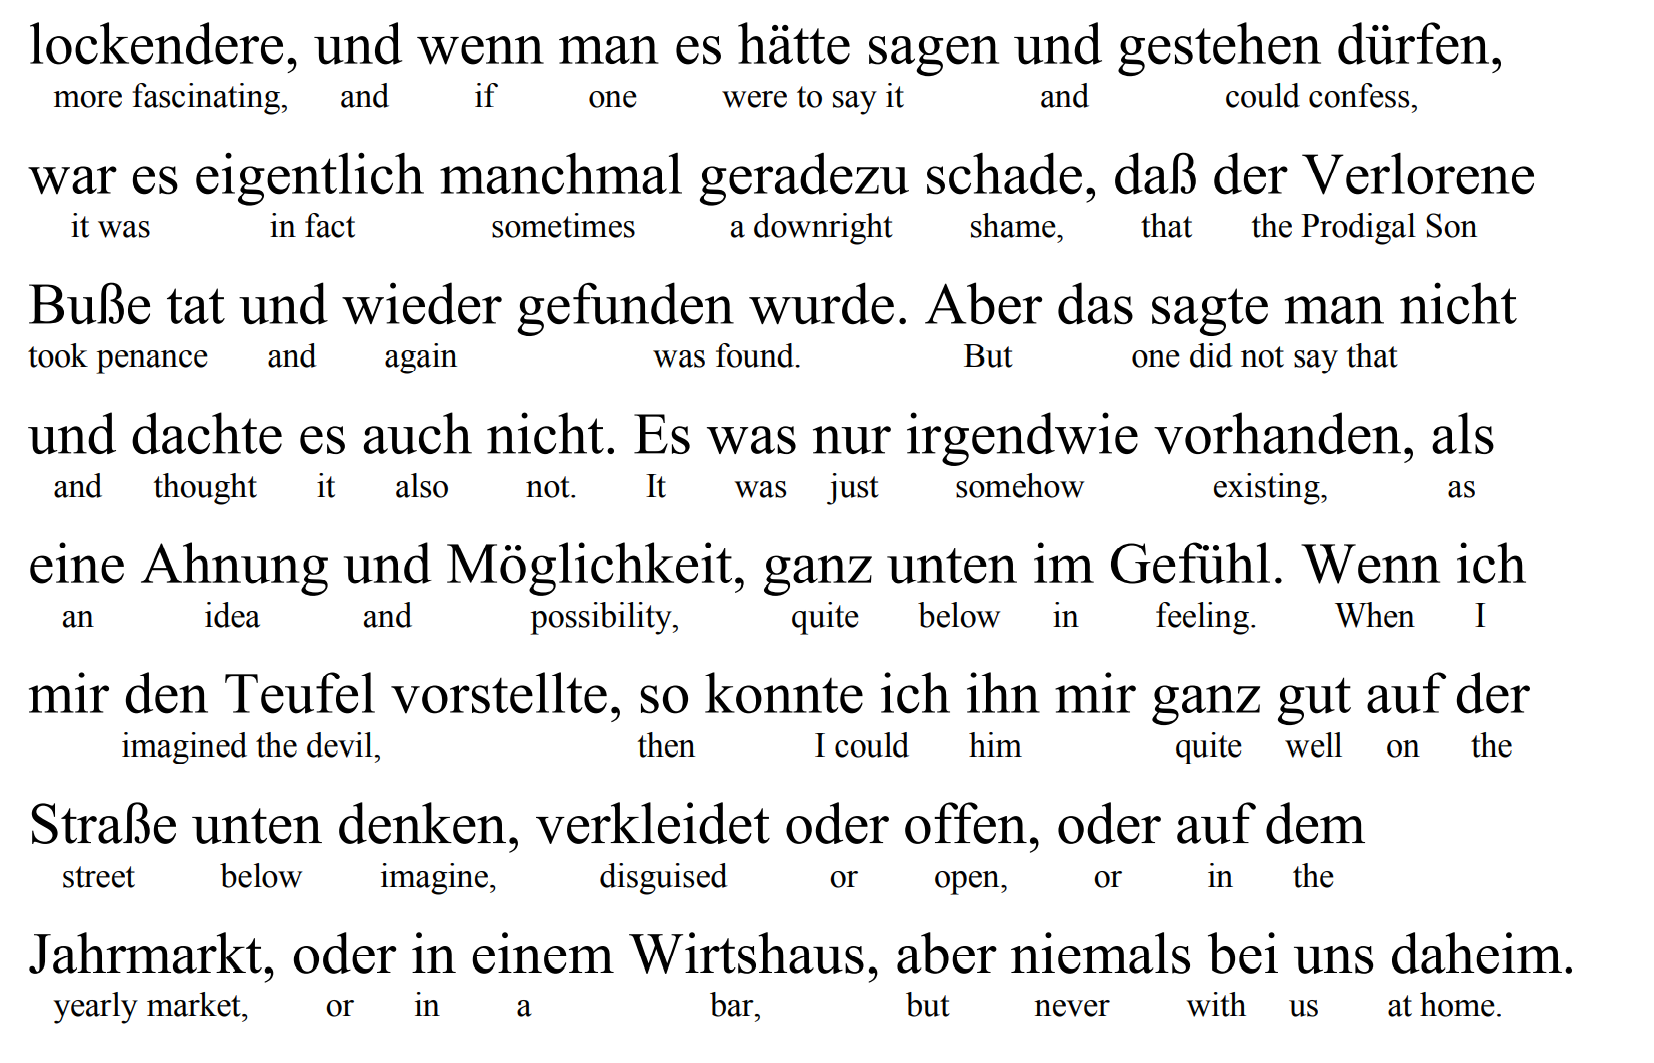 lockendere, und wenn man es hätte sagen und gestehen dürfen,
more fascinating, and if one were to say it and could confess,
war es eigentlich manchmal geradezu schade, daß der Verlorene
it was in fact sometimes a downright shame, that the Prodigal Son
Buße tat und wieder gefunden wurde. Aber das sagte man nicht
took penance and again was found. But one did not say that
und dachte es auch nicht. Es was nur irgendwie vorhanden, als
and thought it also not. It was just somehow existing, as
eine Ahnung und Möglichkeit, ganz unten im Gefühl. Wenn ich
an idea and possibility, quite below in feeling. When I
mir den Teufel vorstellte, so konnte ich ihn mir ganz gut auf der
imagined the devil, then I could him quite well on the
Straße unten denken, verkleidet oder offen, oder auf dem
street below imagine, disguised or open, or in the
Jahrmarkt, oder in einem Wirtshaus, aber niemals bei uns daheim.
yearly market, or in a bar, but never with us at home.